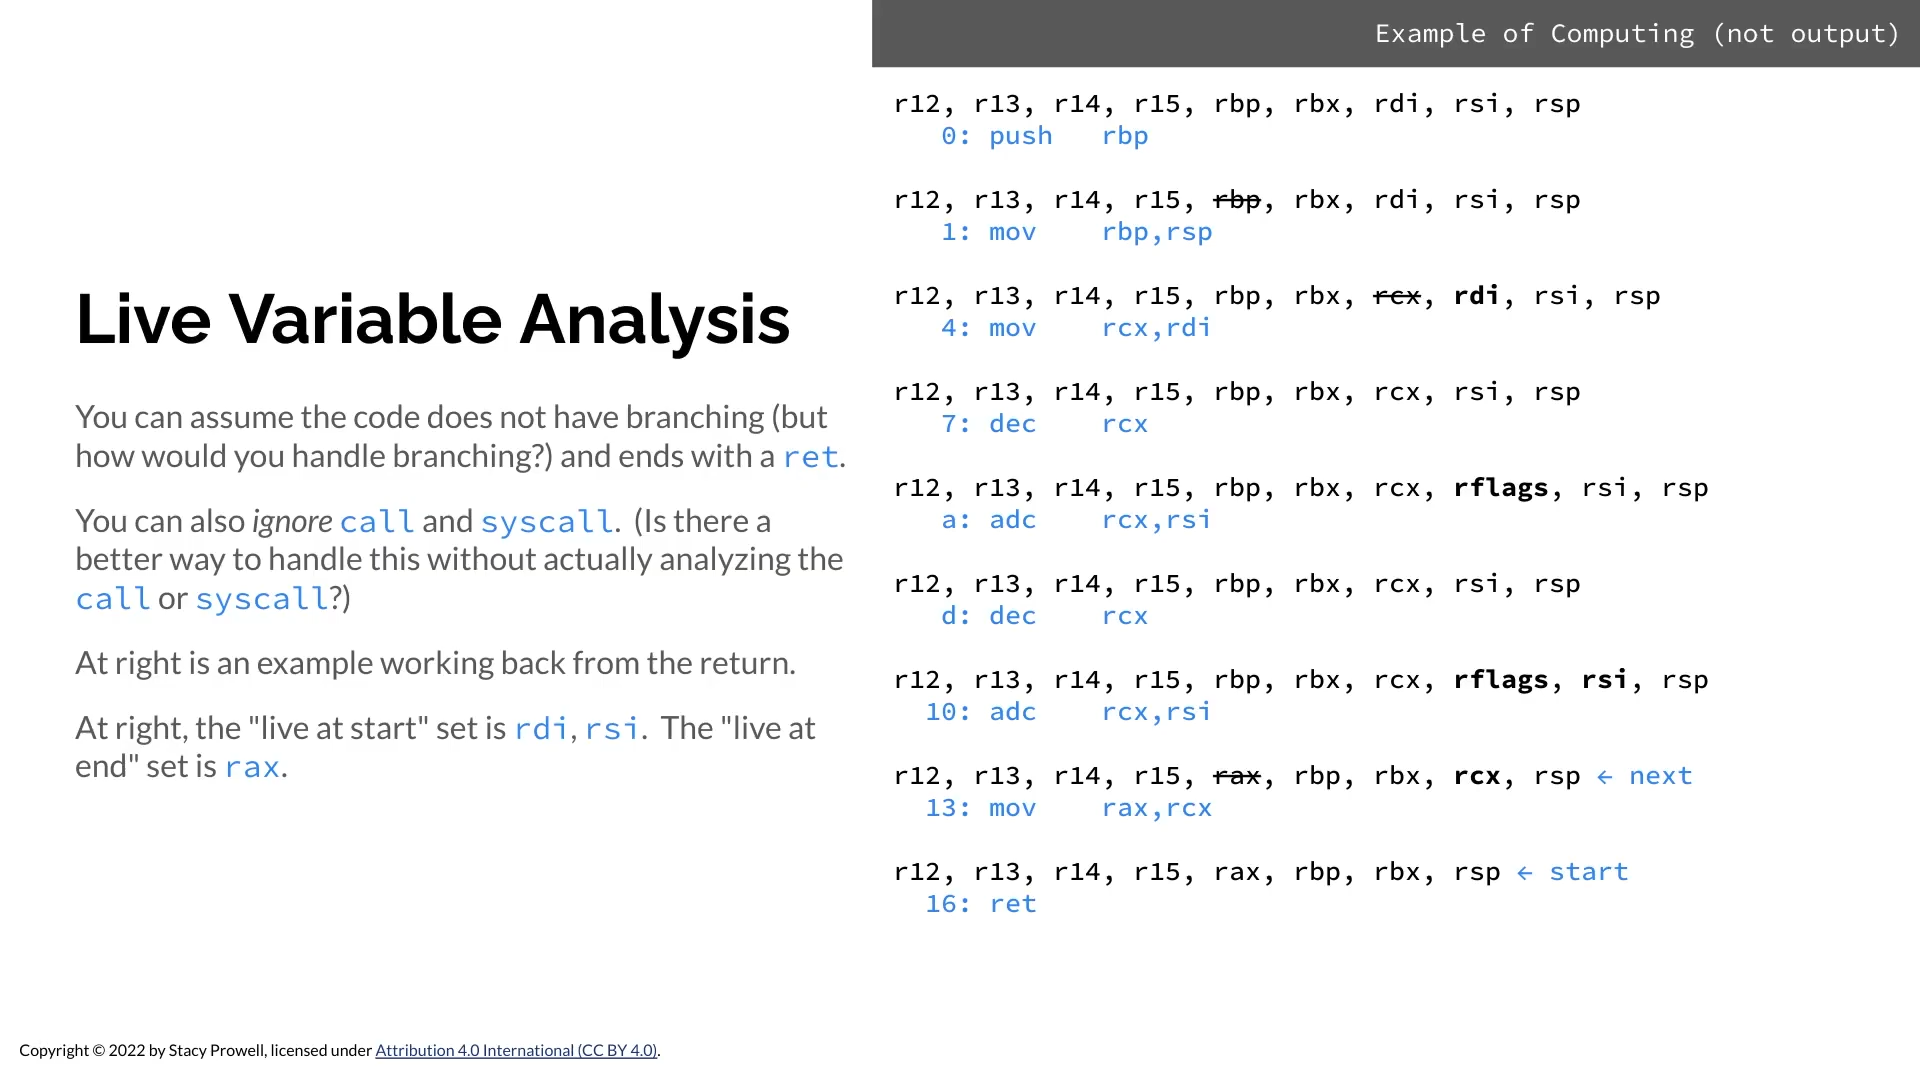 Example of Computing (not output)
Live Variable Analysis
You can assume the code does not have branching (but
how would you handle branching?) and ends with a ret.
You can also ignore call and syscall. (Is there a
better way to handle this without actually analyzing the
call or syscall?)
At right is an example working back from the return.
At right, the "live at start" set is rdi, rsi. The "live at
end" set is rax.
r12, r13, r14, r15, rbp, rbx, rdi, rsi, rsp
0: push rbp
r12, r13, r14, r15, rbp, rbx, rdi, rsi, rsp
1: mov rbp,rsp
r12, r13, r14, r15, rbp, rbx, rcx, rdi, rsi, rsp
4: mov rcx,rdi
r12, r13, r14, r15, rbp, rbx, rcx, rsi, rsp
7: dec rcx
r12, r13, r14, r15, rbp, rbx, rcx, rflags, rsi, rsp
a: adc rcx,rsi
r12, r13, r14, r15, rbp, rbx, rcx, rsi, rsp
d: dec rcx
r12, r13, r14, r15, rbp, rbx, rcx, rflags, rsi, rsp
10: adc rcx,rsi
r12, r13, r14, r15, rax, rbp, rbx, rcx, rsp ← next
13: mov rax,rcx
r12, r13, r14, r15, rax, rbp, rbx, rsp ← start
16: ret
Copyright © 2022 by Stacy Prowell, licensed under Attribution 4.0 International (CC BY 4.0).